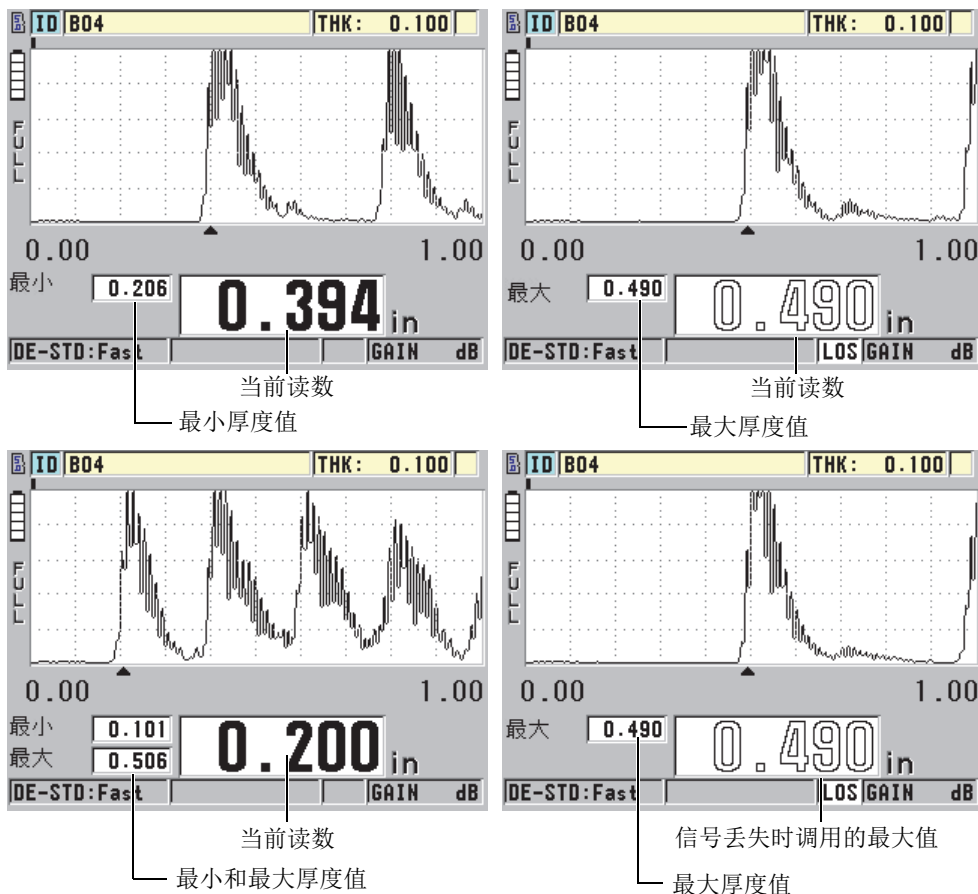 ID B04 THK: 0.100
FULL
0.00 1.00
最小 0.206 0.394 in
DE-STD:Fast GAIN dB
当前读数
最小厚度值
ID B04 THK: 0.100
FULL
0.00 1.00
最大 0.490 0.490 in
DE-STD:Fast LOS GAIN dB
当前读数
最大厚度值
ID B04 THK: 0.100
FULL
0.00 1.00
最小 0.101
最大 0.506
0.200 in
DE-STD:Fast GAIN dB
当前读数
最小和最大厚度值
ID B04 THK: 0.100
FULL
0.00 1.00
最大 0.490 0.490 in
DE-STD:Fast LOS GAIN dB
信号丢失时调用的最大值
最大厚度值